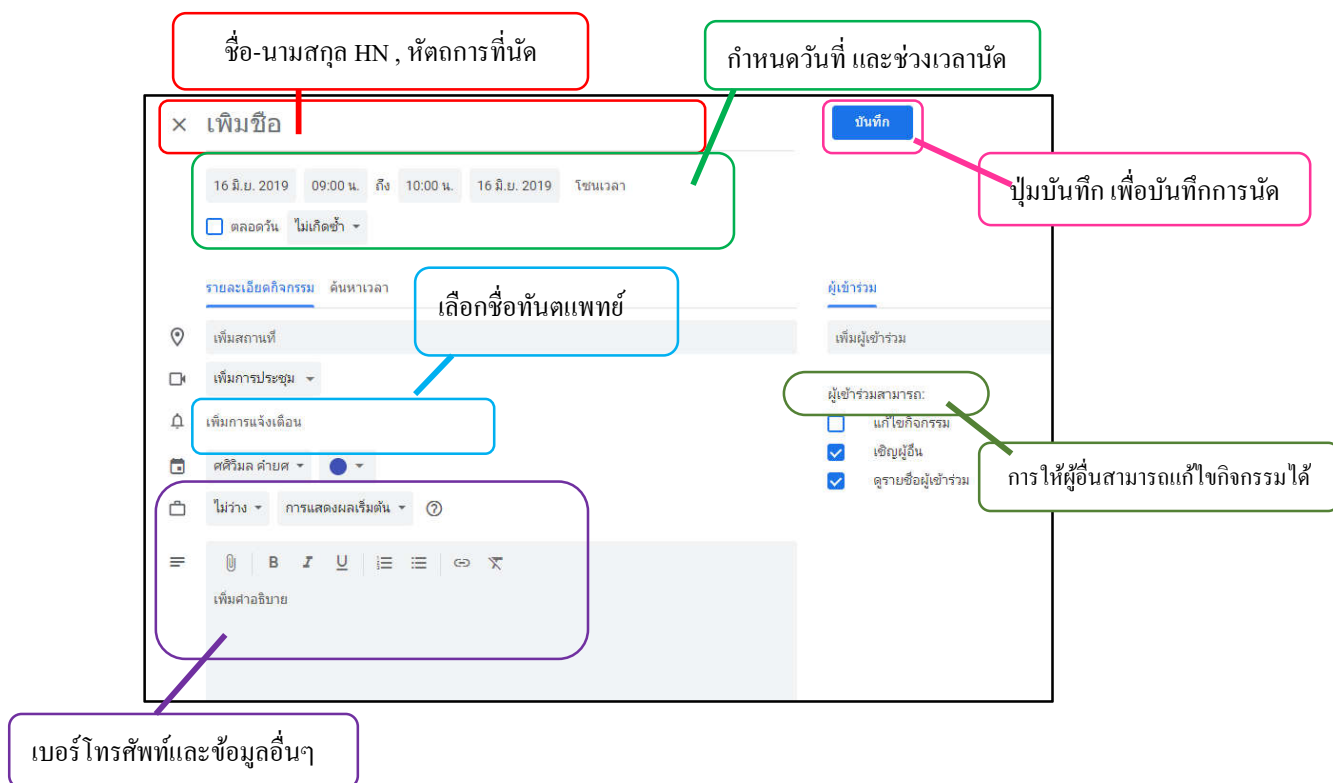 ชื่อ-นามสกุล HN , หัตถการที่นัด
กำหนดวันที่ และช่วงเวลานัด
× เพิ่มชื่อ
บันทึก
ปุ่มบันทึก เพื่อบันทึกการนัด
16 มิ.ย. 2019 09:00 น. ถึง 10:00 น. 16 มิ.ย. 2019 โซนเวลา
ตลอดวัน ไม่เกิดซ้ำ
รายละเอียดกิจกรรม ค้นหาเวลา
เลือกชื่อทันตแพทย์
ผู้เข้าร่วม
เพิ่มสถานที่
เพิ่มผู้เข้าร่วม
เพิ่มการประชุม
ผู้เข้าร่วมสามารถ:
เพิ่มการแจ้งเตือน
แก้ไขกิจกรรม
เชิญผู้อื่น
ศศิวิมล คำยศ
ดูรายชื่อผู้เข้าร่วม
การให้ผู้อื่นสามารถแก้ไขกิจกรรมได้
ไม่ว่าง การแสดงผลเริ่มต้น
B I U
เพิ่มคำอธิบาย
เบอร์โทรศัพท์และข้อมูลอื่นๆ